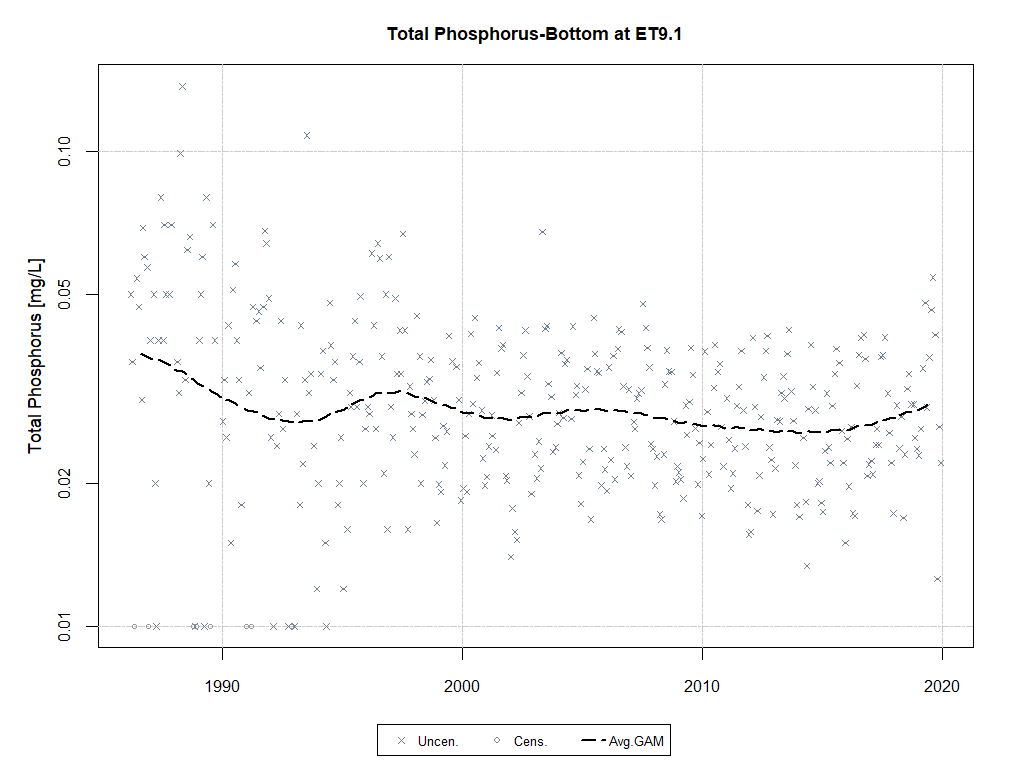 Total Phosphorus-Bottom at ET9.1
Total Phosphorus [mg/L]
0.10
0.05
0.02
0.01
1990 2000 2010 2020
Uncen. Cens. Avg.GAM